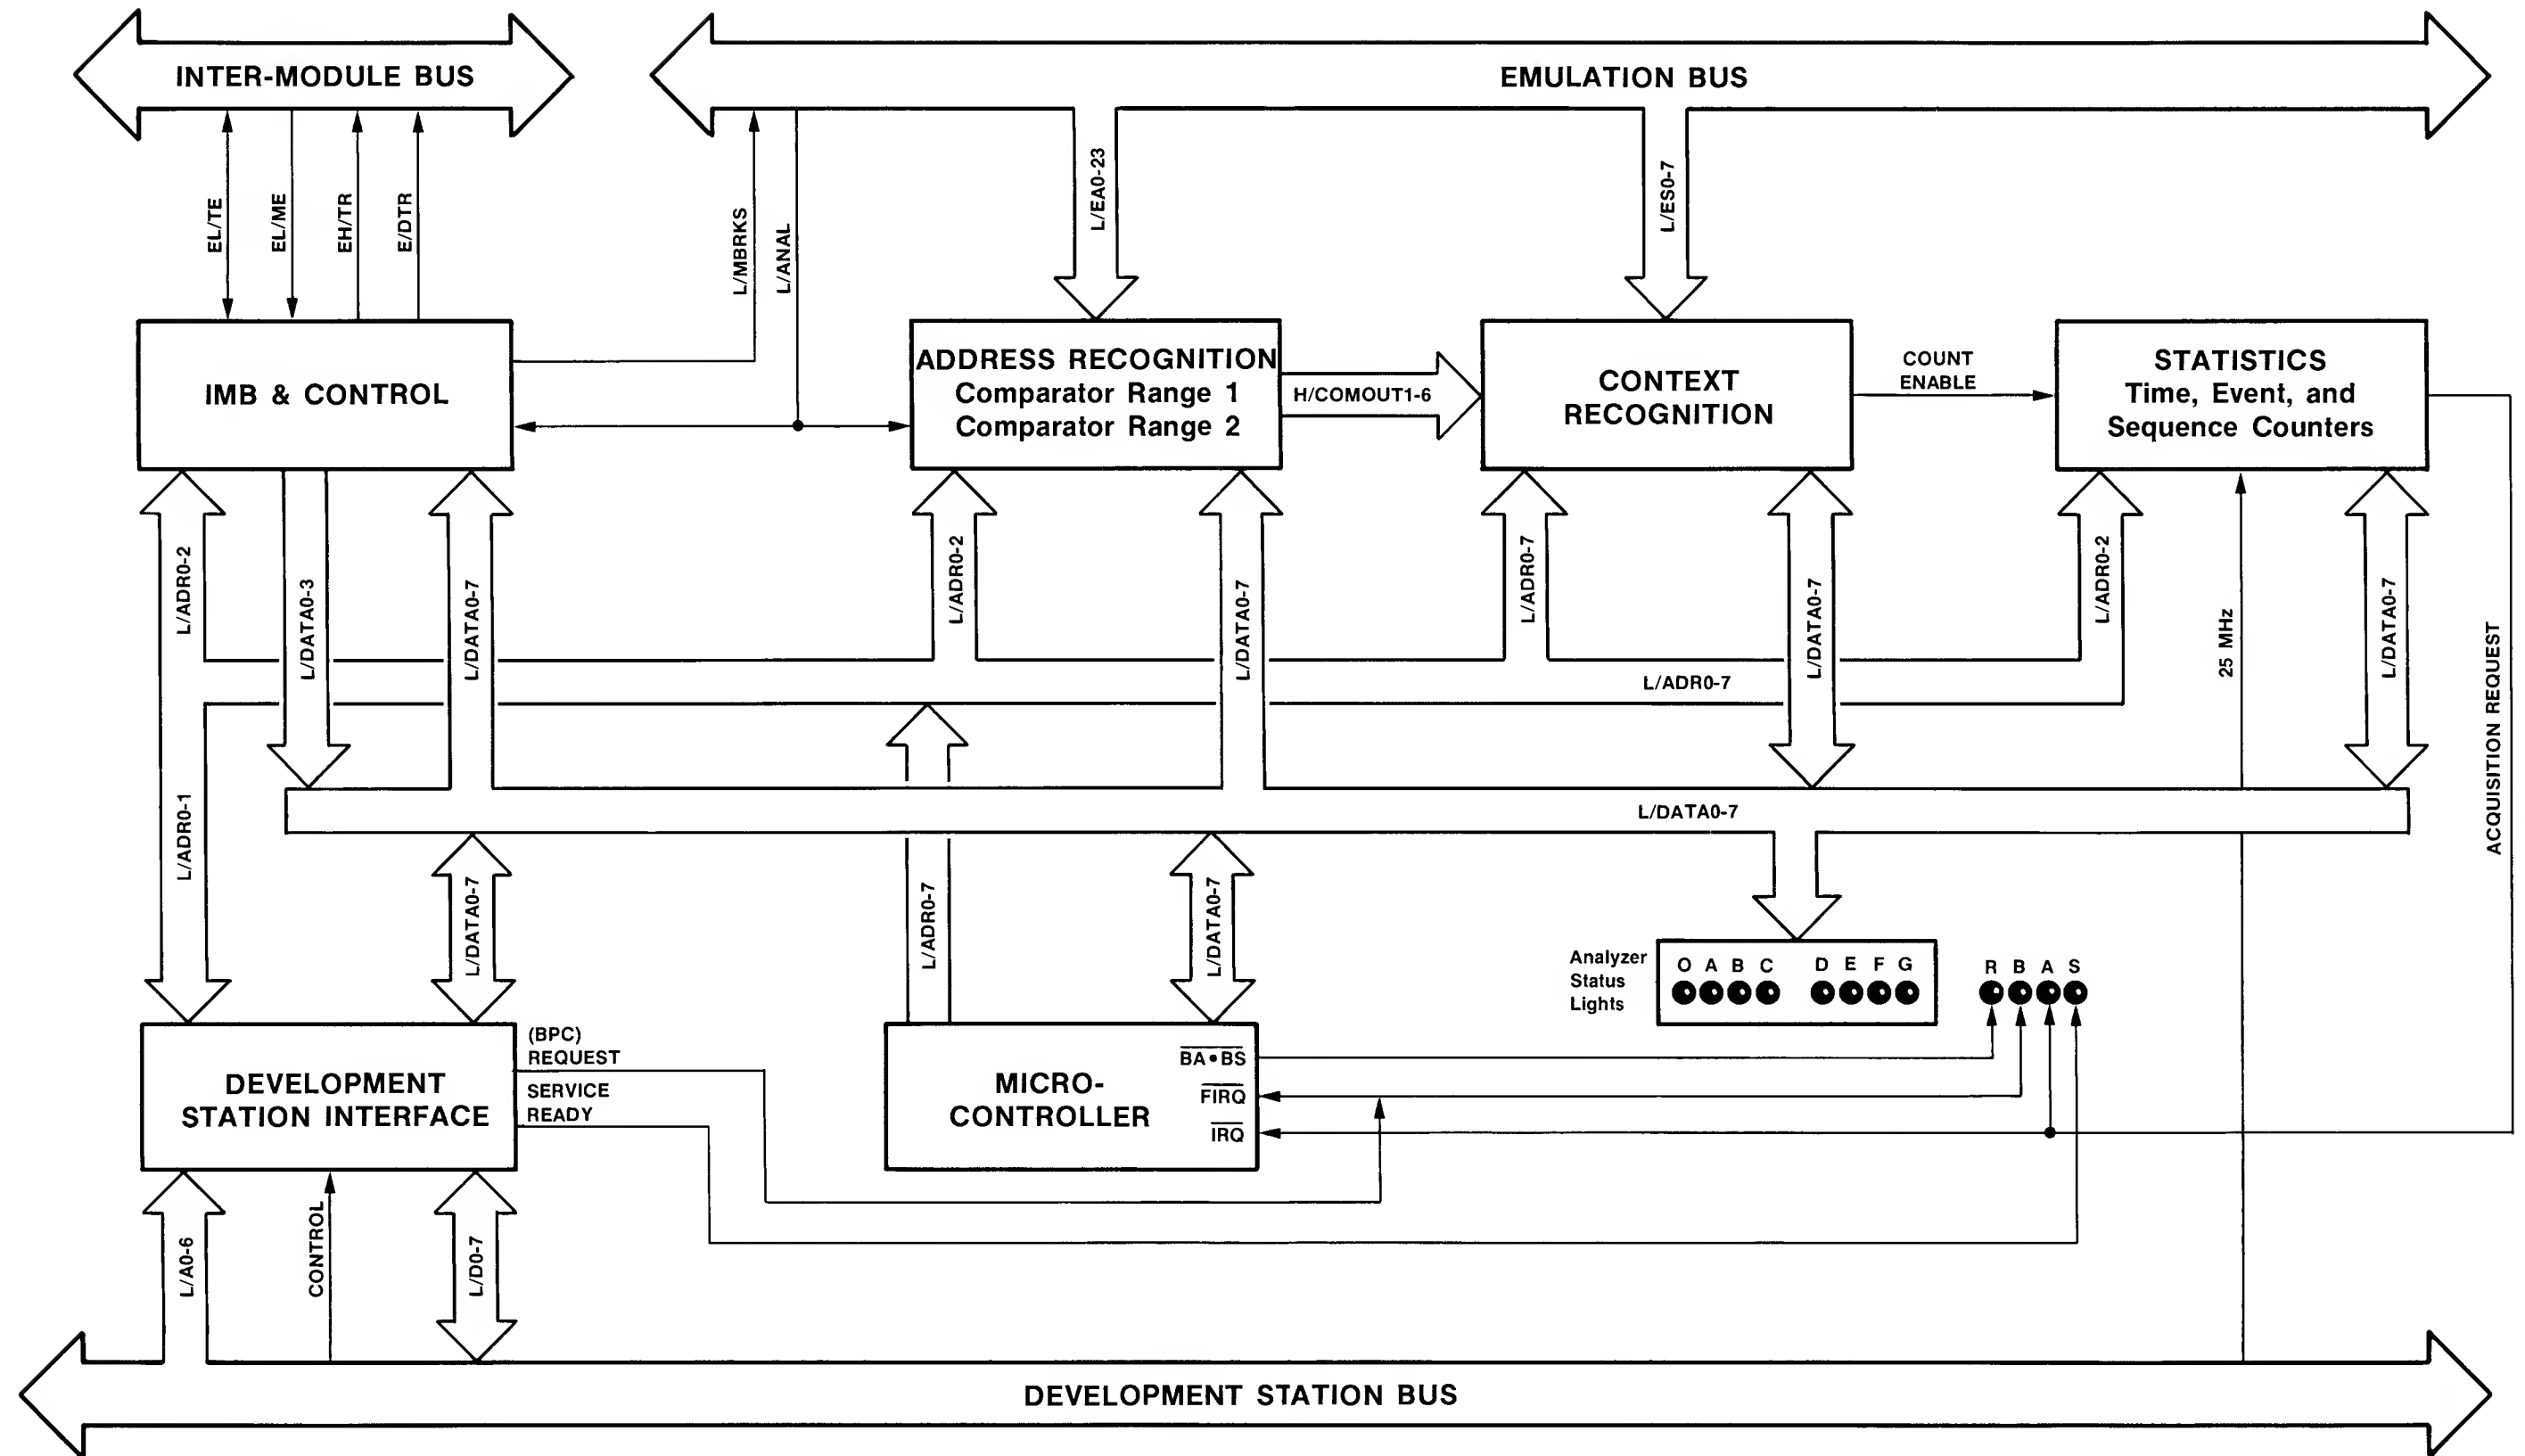 INTER-MODULE BUS
EMULATION BUS
EL/TE
EL/ME
EH/TR
E/DTR
L/MBRKS
L/ANAL
L/EA0-23
L/ES0-7
IMB & CONTROL
ADDRESS RECOGNITION
Comparator Range 1
Comparator Range 2
H/COMOUT1-6
CONTEXT
RECOGNITION
COUNT
ENABLE
STATISTICS
Time, Event, and
Sequence Counters
L/ADR0-2
L/DATA0-3
L/DATA0-7
L/ADR0-2
L/DATA0-7
L/ADR0-7
L/DATA0-7
L/ADR0-2
25 MHz
L/DATA0-7
ACQUISITION REQUEST
L/ADR0-7
L/DATA0-7
L/ADR0-1
L/DATA0-7
L/ADR0-7
L/DATA0-7
Analyzer
Status
Lights
O A B C D E F G
R B A S
DEVELOPMENT
STATION INTERFACE
(BPC)
REQUEST
SERVICE
READY
MICRO-
CONTROLLER
BA•BS
FIRQ
IRQ
L/A0-6
CONTROL
L/D0-7
DEVELOPMENT STATION BUS